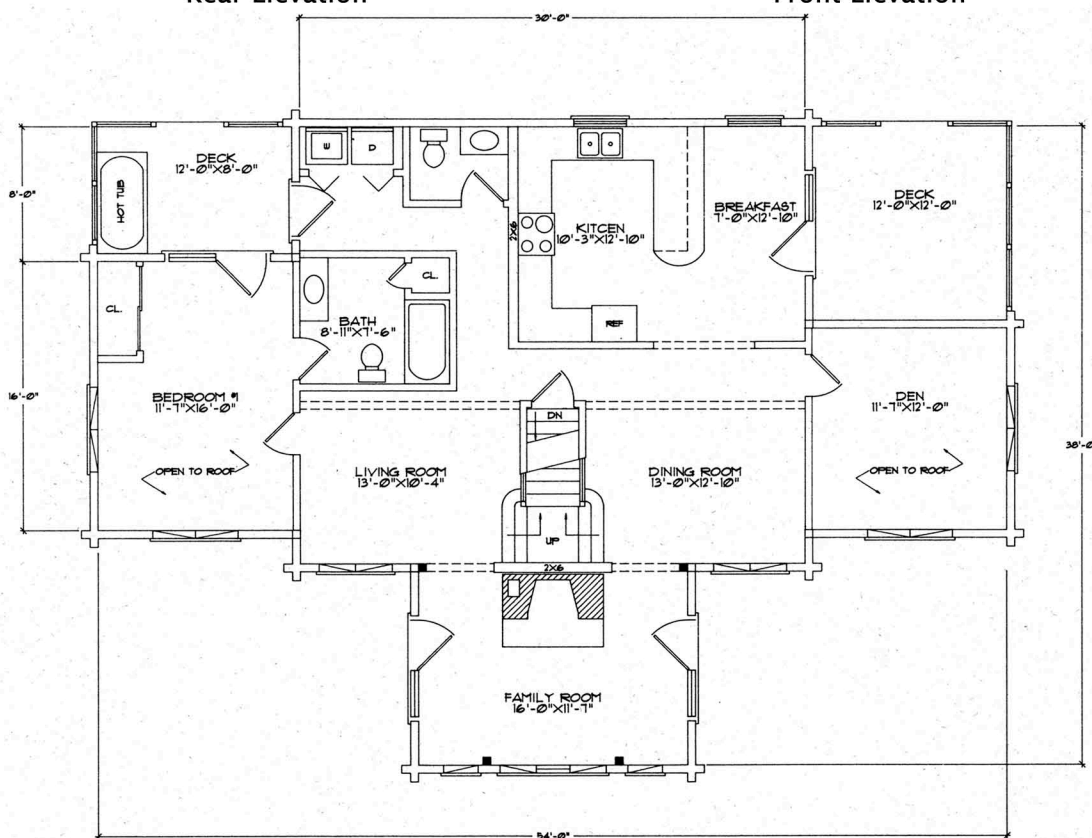 Rear Elevation
Front Elevation
30'-0"
DECK
12'-0"X8'-0"
W
D
HOT TUB
8'-0"
KITCEN
10'-3"X12'-10"
2X6
BREAKFAST
7'-0"X12'-10"
DECK
12'-0"X12'-0"
CL.
CL.
BATH
8'-11"X7'-6"
REF
16'-0"
BEDROOM #1
11'-7"X16'-0"
DEN
11'-7"X12'-0"
DN
38'-0
OPEN TO ROOF
LIVING ROOM
13'-0"X10'-4"
DINING ROOM
13'-0"X12'-10"
OPEN TO ROOF
UP
2X6
FAMILY ROOM
16'-0"X11'-7"
54'-0"